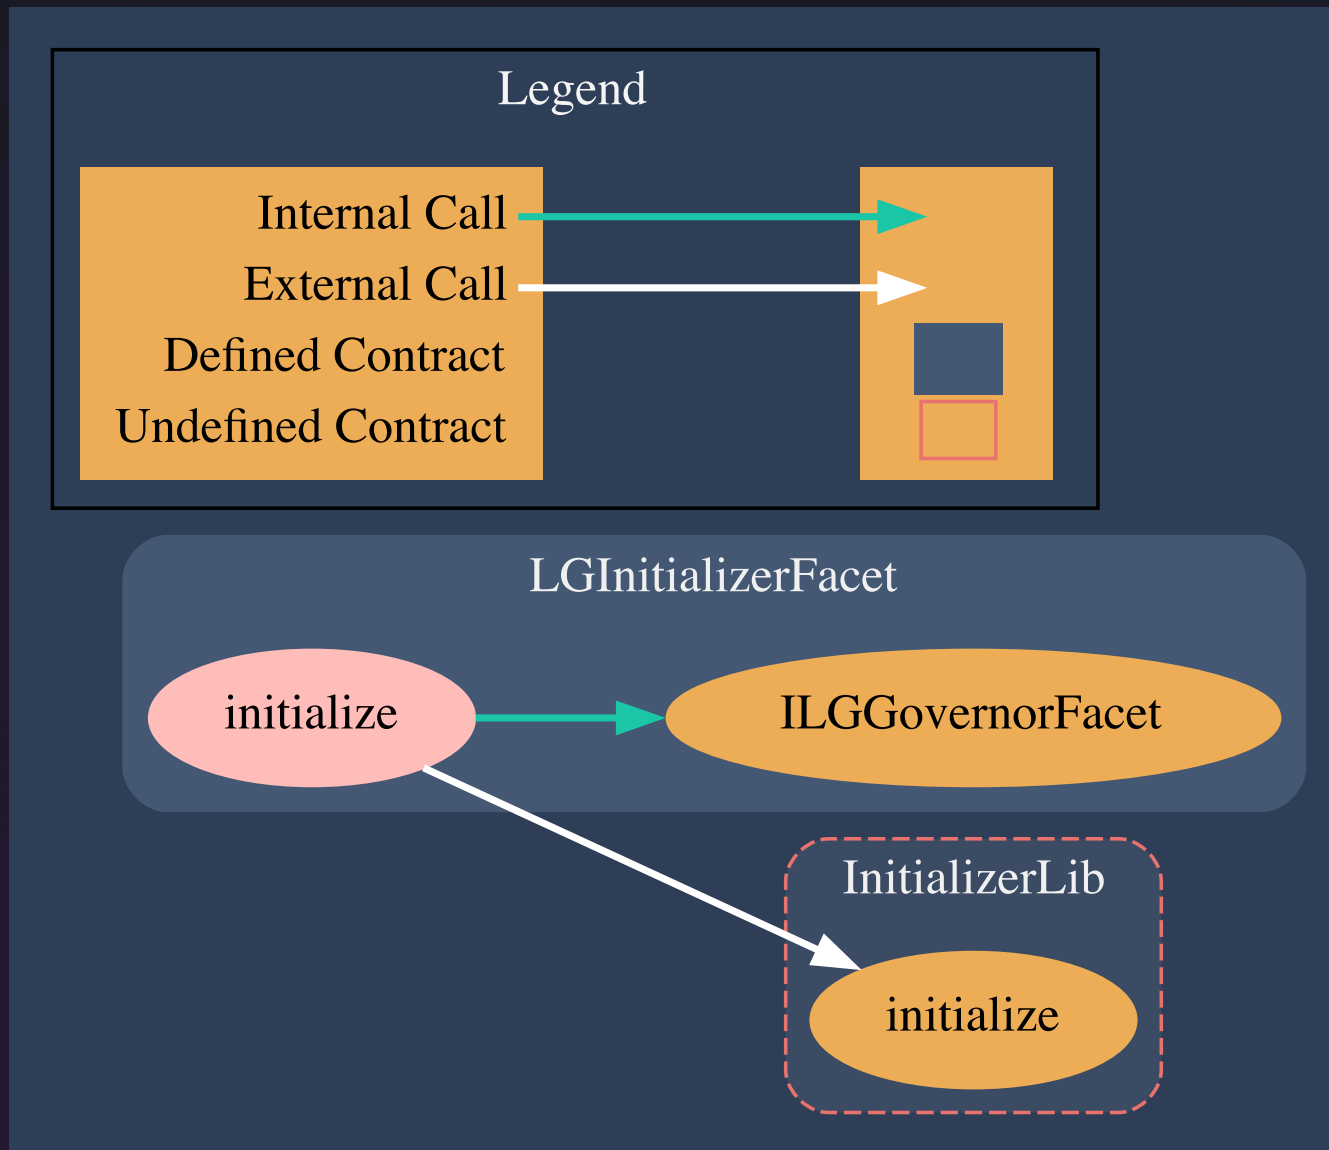 Legend
Internal Call
External Call
Defined Contract
Undefined Contract
LGInitializerFacet
initialize
ILGGovernorFacet
InitializerLib
initialize